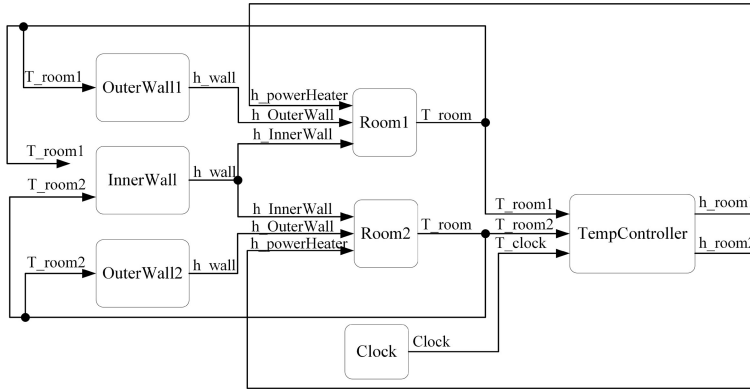 T_room1
OuterWall1
h_wall
h_powerHeater
h_OuterWall
h_InnerWall
Room1
T_room
T_room1
InnerWall
h_wall
T_room2
h_InnerWall
h_OuterWall
h_powerHeater
Room2
T_room
T_room1
T_room2
T_clock
TempController
h_room
h_room2
T_room2
OuterWall2
h_wall
Clock
Clock